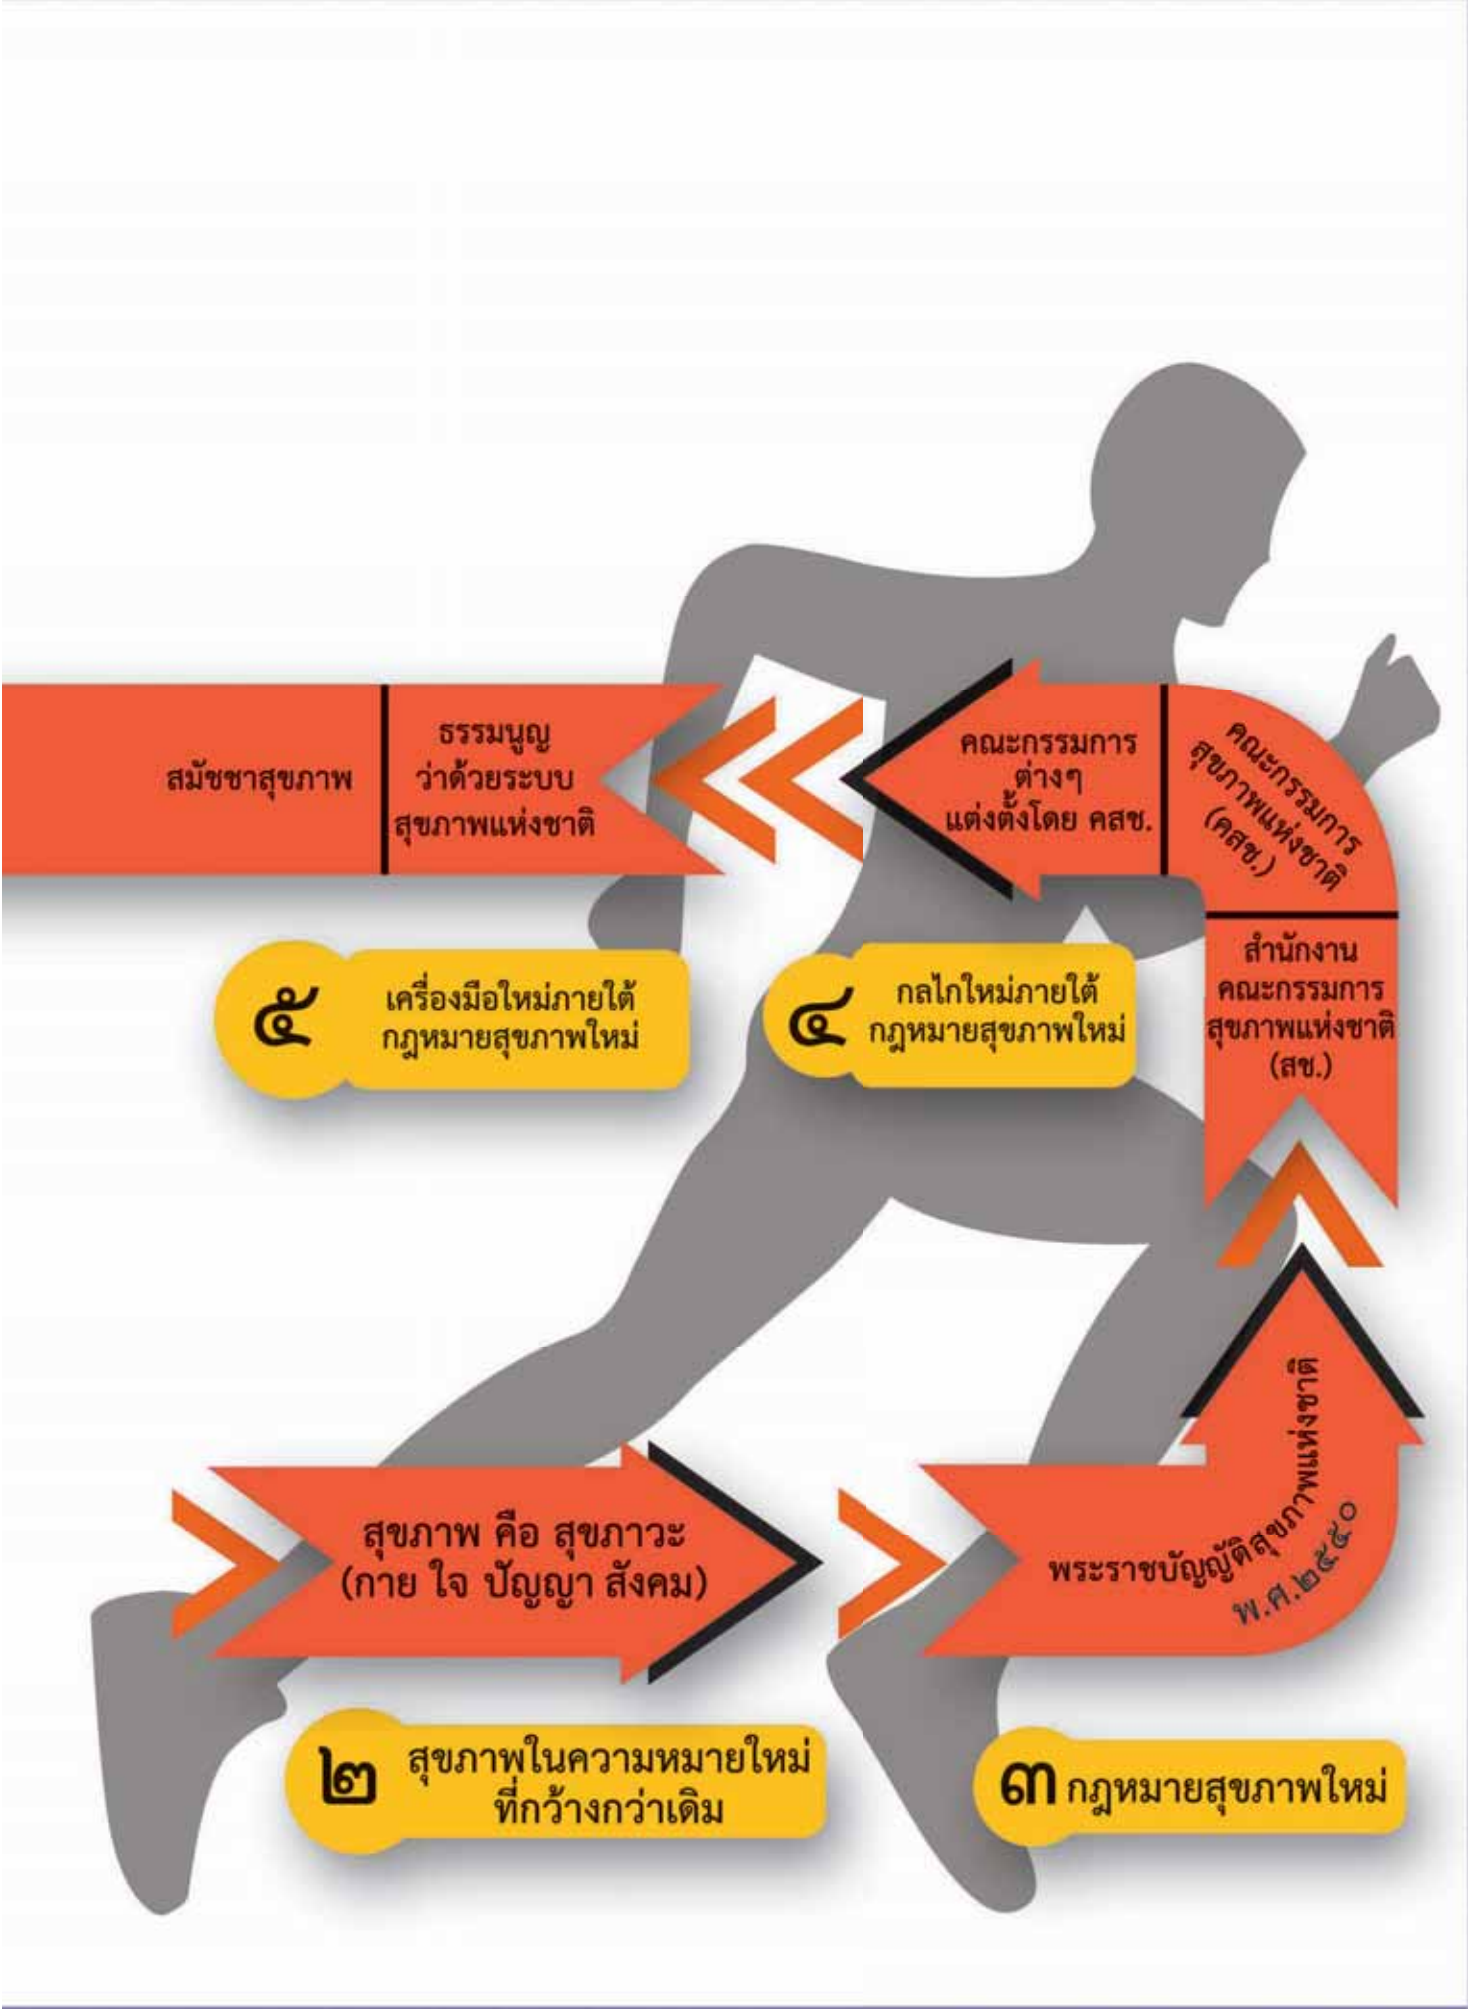 สุขภาพ คือ สุขภาวะ
(กาย ใจ ปัญญา สังคม)
๒
สุขภาพในความหมายใหม่
ที่กว้างกว่าเดิม
พระราชบัญญัติสุขภาพแห่งชาติ
พ.ศ.๒๕๕๐
๓ กฎหมายสุขภาพใหม่
สำนักงาน
คณะกรรมการ
สุขภาพแห่งชาติ
(สช.)
คณะกรรมการ
สุขภาพแห่งชาติ
(คสช.)
คณะกรรมการ
ต่างๆ
แต่งตั้งโดย คสช.
๔
กลไกใหม่ภายใต้
กฎหมายสุขภาพใหม่
ธรรมนูญ
ว่าด้วยระบบ
สุขภาพแห่งชาติ
สมัชชาสุขภาพ
๕
เครื่องมือใหม่ภายใต้
กฎหมายสุขภาพใหม่